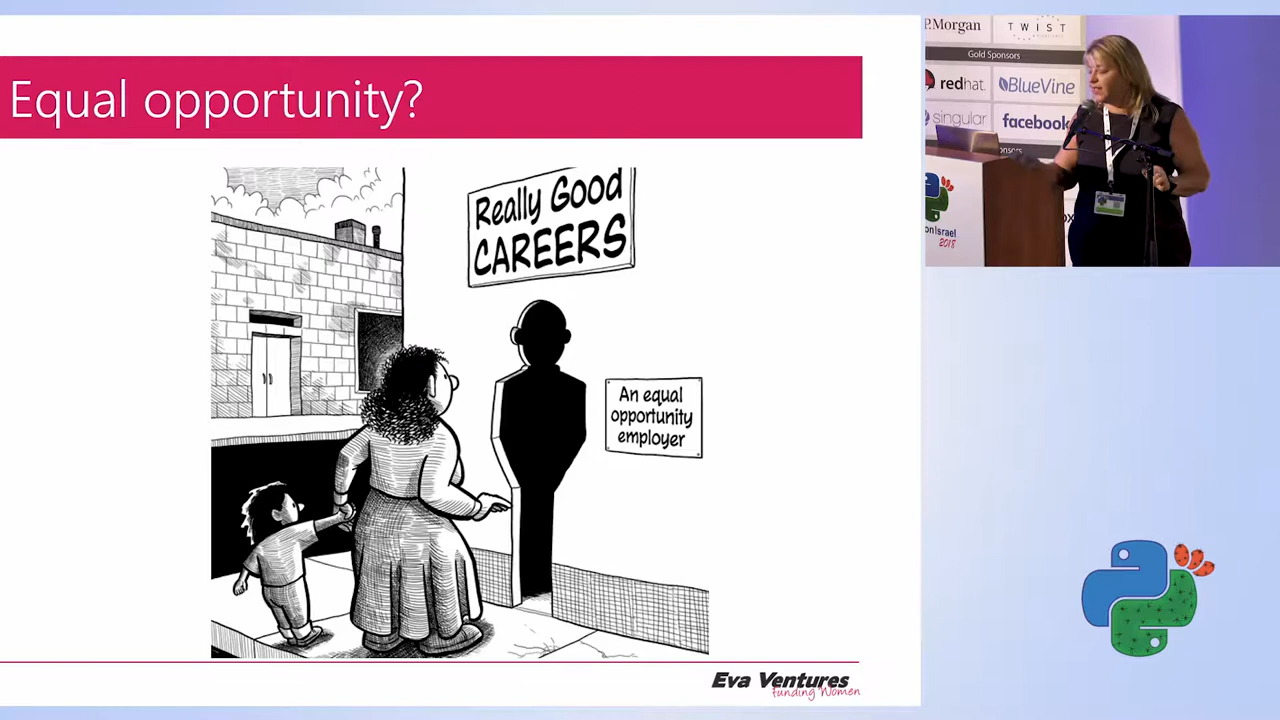 Equal opportunity?
Really Good
CAREERS
An equal
opportunity
employer
Eva Ventures
funding Women
P.Morgan
TWIST
Gold Sponsors
redhat.
BlueVine
singular
facebook
onsors
onIsrael
2018